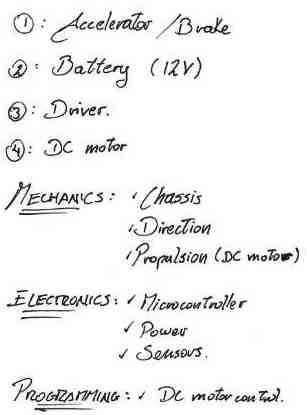 ①: Accelerator / Brake
②: Battery (12V)
③: Driver.
④: DC motor
MECHANICS: ✓ Chassis
✓ Direction
✓ Propulsion (DC motor)
ELECTRONICS: ✓ Microcontroller
✓ Power
✓ Sensors.
PROGRAMMING: ✓ DC motor control.